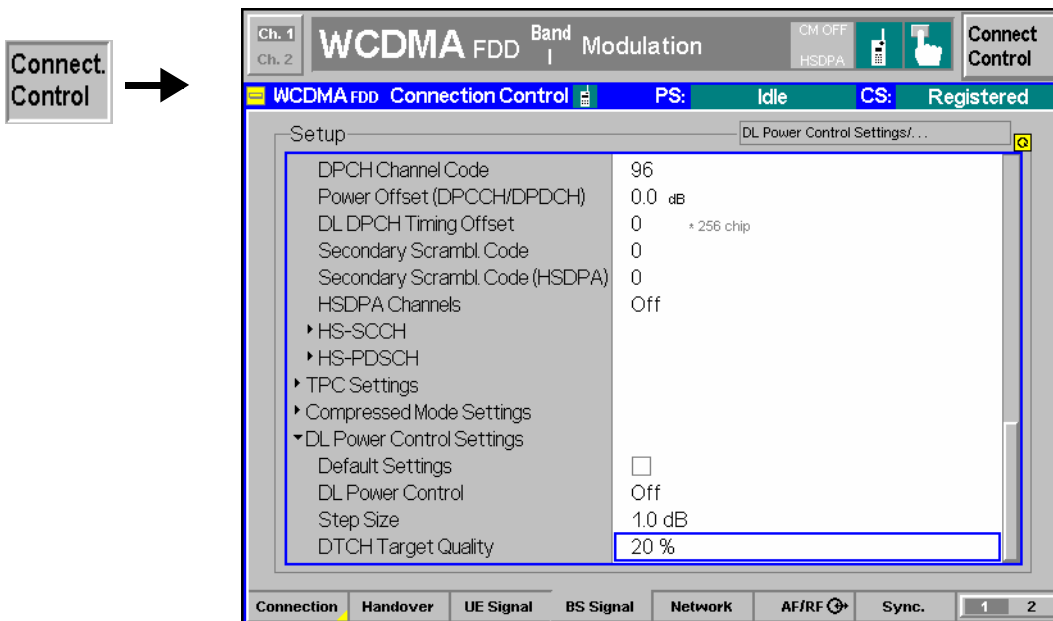 Connect.
Control
Ch. 1
Ch. 2
WCDMA FDD Band I Modulation
CM OFF
HSDPA
Connect
Control
WCDMA FDD Connection Control PS: Idle CS: Registered
Setup
DL Power Control Settings/...
DPCH Channel Code 96
Power Offset (DPCCH/DPDCH) 0.0 dB
DL DPCH Timing Offset 0 * 256 chip
Secondary Scrambl. Code 0
Secondary Scrambl. Code (HSDPA) 0
HSDPA Channels Off
HS-SCCH
HS-PDSCH
TPC Settings
Compressed Mode Settings
DL Power Control Settings
Default Settings
DL Power Control Off
Step Size 1.0 dB
DTCH Target Quality 20 %
Connection Handover UE Signal BS Signal Network AF/RF Sync. 1 2